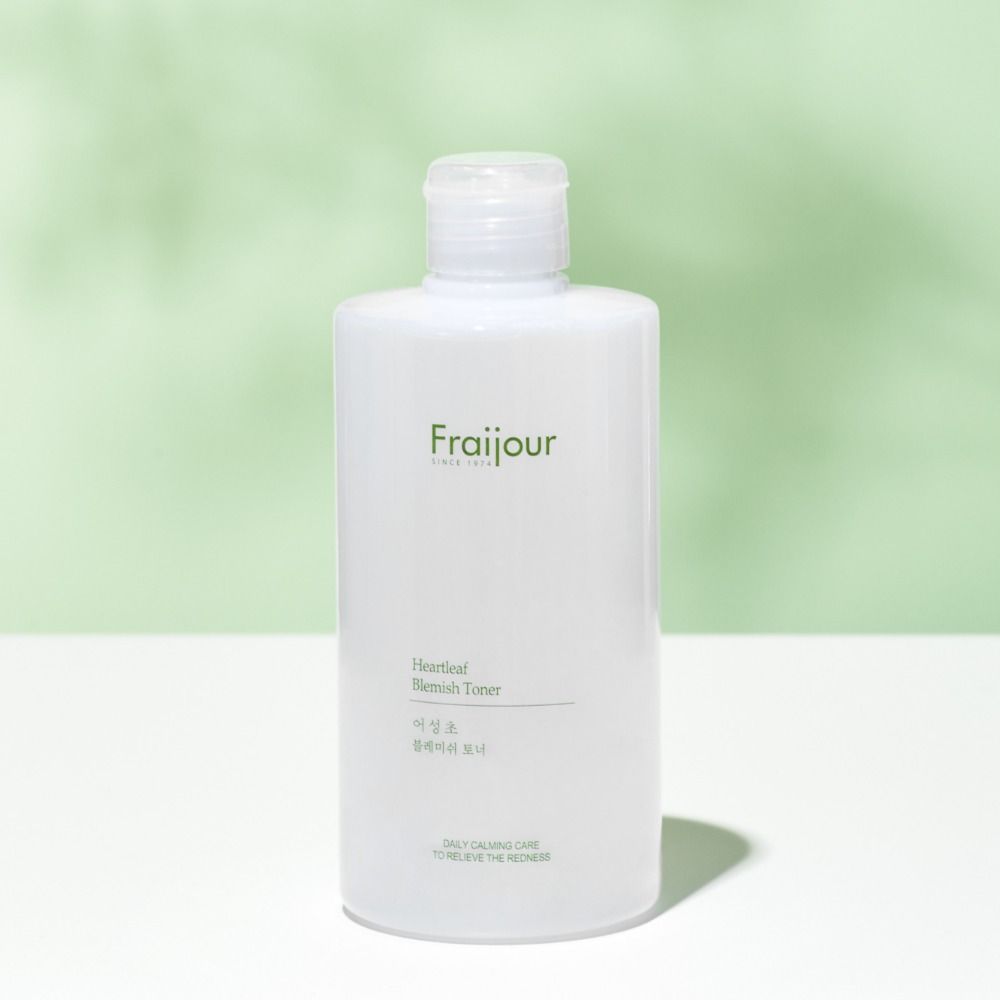 Fraijour
SINCE 1974
Heartleaf
Blemish Toner
어성초
블레미쉬 토너
DAILY CALMING CARE
TO RELIEVE THE REDNESS